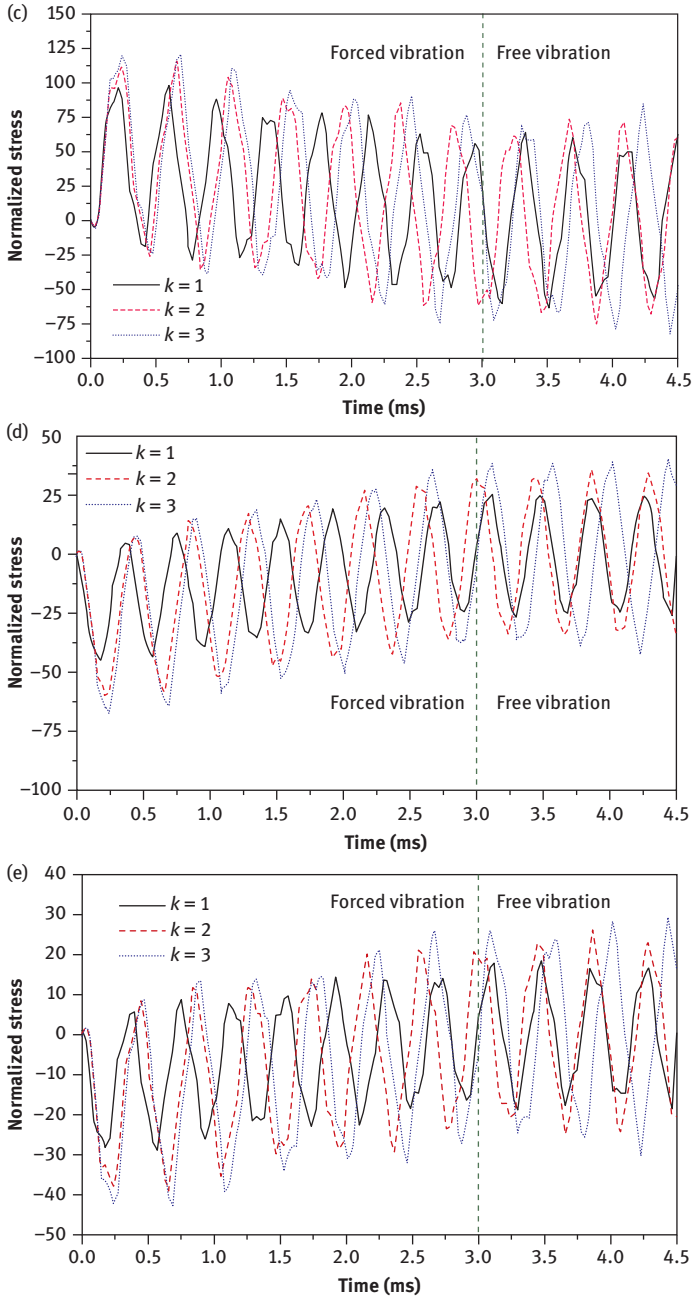 (c)
150
125
100
75
50
25
0
−25
−50
−75
−100
Normalized stress
Forced vibration
Free vibration
k = 1
k = 2
k = 3
0.0 0.5 1.0 1.5 2.0 2.5 3.0 3.5 4.0 4.5
Time (ms)
(d)
50
25
0
−25
−50
−75
−100
Normalized stress
k = 1
k = 2
k = 3
Forced vibration
Free vibration
0.0 0.5 1.0 1.5 2.0 2.5 3.0 3.5 4.0 4.5
Time (ms)
(e)
40
30
20
10
0
−10
−20
−30
−40
−50
Normalized stress
k = 1
k = 2
k = 3
Forced vibration
Free vibration
0.0 0.5 1.0 1.5 2.0 2.5 3.0 3.5 4.0 4.5
Time (ms)